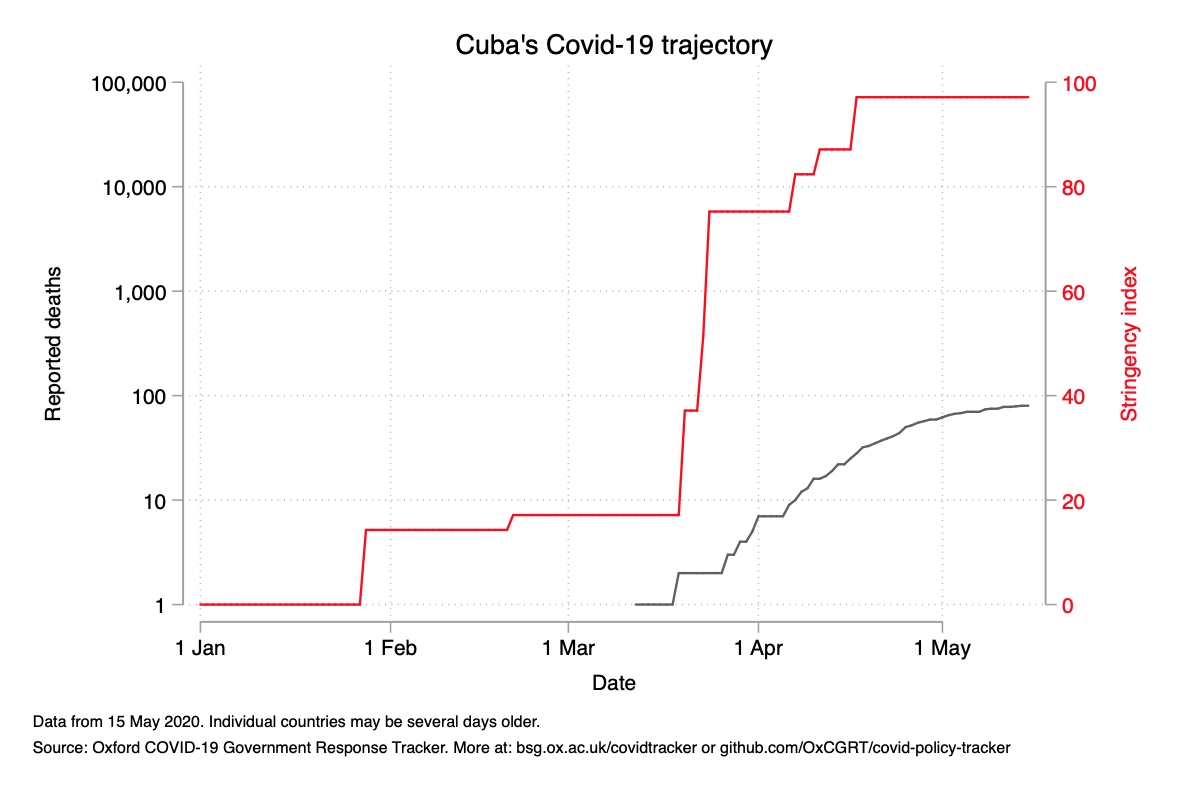 Cuba's Covid-19 trajectory
100,000
10,000
1,000
100
10
1
Reported deaths
100
80
60
40
20
0
Stringency index
1 Jan
1 Feb
1 Mar
1 Apr
1 May
Date
Data from 15 May 2020. Individual countries may be several days older.
Source: Oxford COVID-19 Government Response Tracker. More at: bsg.ox.ac.uk/covidtracker or github.com/OxCGRT/covid-policy-tracker